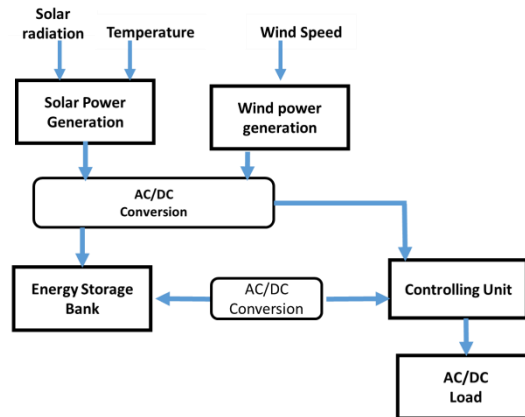 Solar
radiation
Temperature
Wind Speed
Solar Power
Generation
Wind power
generation
AC/DC
Conversion
Energy Storage
Bank
AC/DC
Conversion
Controlling Unit
AC/DC
Load